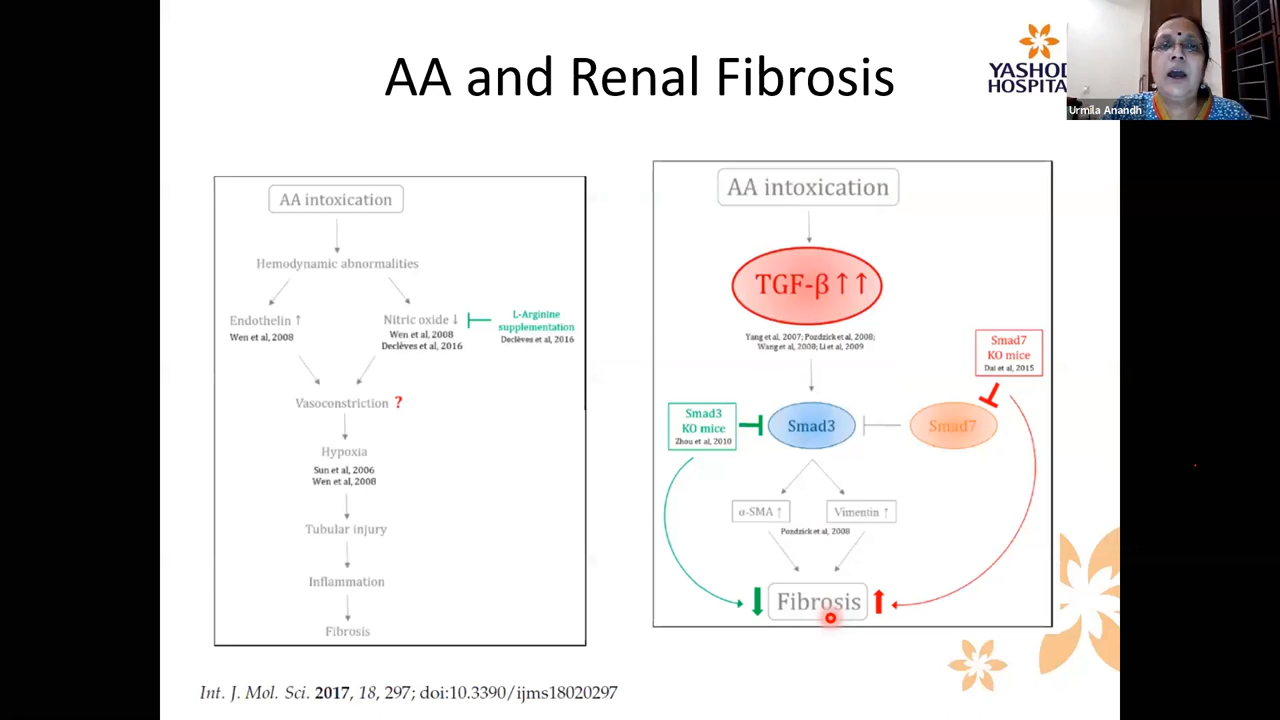 AA and Renal Fibrosis
YASHOD
HOSPITA
Urmila Anandh
AA intoxication
Hemodynamic abnormalities
Endothelin ↑
Wen et al, 2008
Nitric oxide ↓
Wen et al, 2008
Declèves et al, 2016
L-Arginine
supplementation
Declèves et al, 2016
Vasoconstriction ?
Hypoxia
Sun et al, 2006
Wen et al, 2008
Tubular injury
Inflammation
Fibrosis
AA intoxication
TGF-β↑↑
Yang et al, 2007; Pozdzick et al, 2008;
Wang et al, 2008; Li et al, 2009
Smad7
KO mice
Dai et al, 2015
Smad3
KO mice
Zhou et al, 2010
Smad3
Smad7
α-SMA ↑
Vimentin ↑
Pozdzick et al, 2008
Fibrosis
Int. J. Mol. Sci. 2017, 18, 297; doi:10.3390/ijms18020297